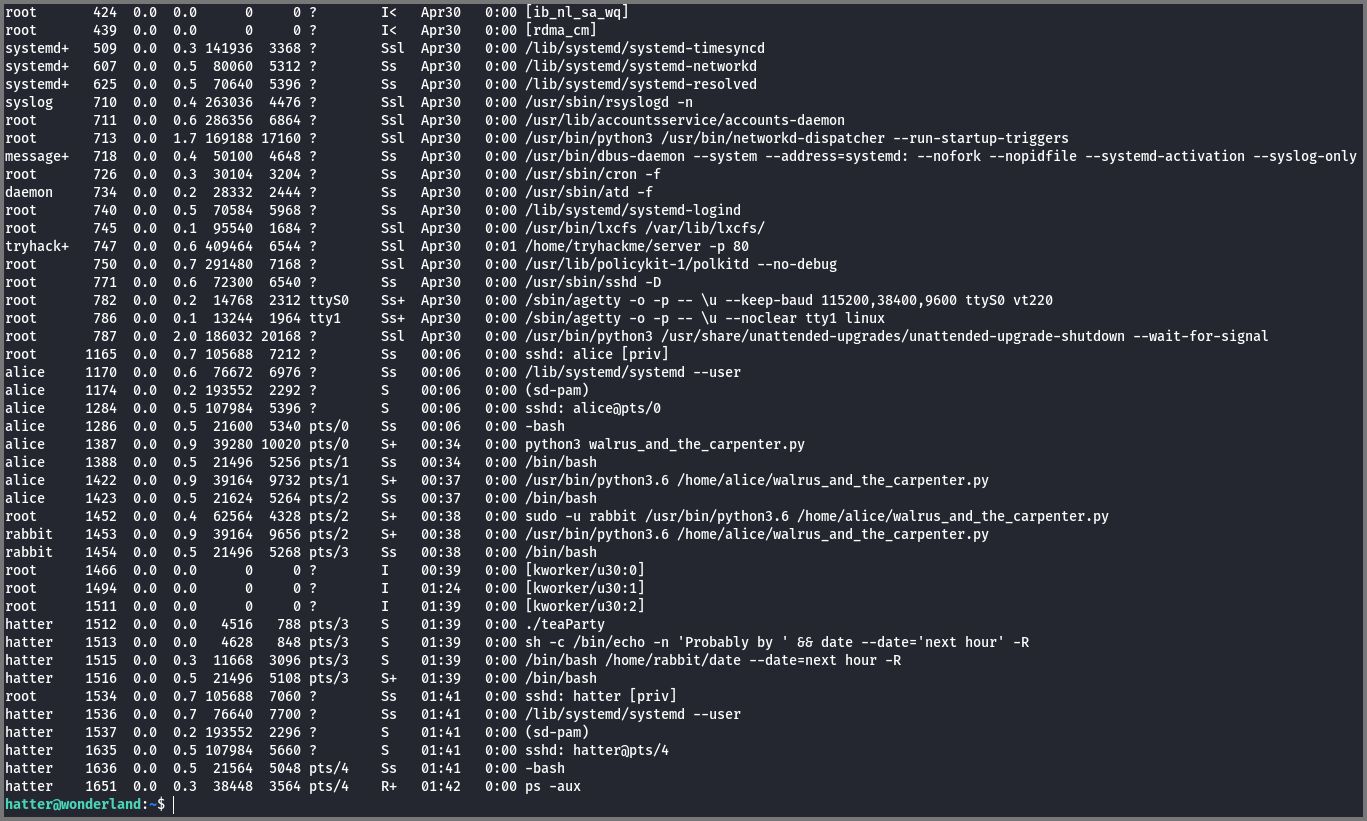 root       424  0.0  0.0      0     0 ?        I<   Apr30   0:00 [ib_nl_sa_wq]
root       439  0.0  0.0      0     0 ?        I<   Apr30   0:00 [rdma_cm]
systemd+   509  0.0  0.3 141936  3368 ?        Ssl  Apr30   0:00 /lib/systemd/systemd-timesyncd
systemd+   607  0.0  0.5  80060  5312 ?        Ss   Apr30   0:00 /lib/systemd/systemd-networkd
systemd+   625  0.0  0.5  70640  5396 ?        Ss   Apr30   0:00 /lib/systemd/systemd-resolved
syslog     710  0.0  0.4 263036  4476 ?        Ssl  Apr30   0:00 /usr/sbin/rsyslogd -n
root       711  0.0  0.6 286356  6864 ?        Ssl  Apr30   0:00 /usr/lib/accountsservice/accounts-daemon
root       713  0.0  1.7 169188 17160 ?        Ssl  Apr30   0:00 /usr/bin/python3 /usr/bin/networkd-dispatcher --run-startup-triggers
message+   718  0.0  0.4  50100  4648 ?        Ss   Apr30   0:00 /usr/bin/dbus-daemon --system --address=systemd: --nofork --nopidfile --systemd-activation --syslog-only
root       726  0.0  0.3  30104  3204 ?        Ss   Apr30   0:00 /usr/sbin/cron -f
daemon     734  0.0  0.2  28332  2444 ?        Ss   Apr30   0:00 /usr/sbin/atd -f
root       740  0.0  0.5  70584  5968 ?        Ss   Apr30   0:00 /lib/systemd/systemd-logind
root       745  0.0  0.1  95540  1684 ?        Ssl  Apr30   0:00 /usr/bin/lxcfs /var/lib/lxcfs/
tryhack+   747  0.0  0.6 409464  6544 ?        Ssl  Apr30   0:01 /home/tryhackme/server -p 80
root       750  0.0  0.7 291480  7168 ?        Ssl  Apr30   0:00 /usr/lib/policykit-1/polkitd --no-debug
root       771  0.0  0.6  72300  6540 ?        Ss   Apr30   0:00 /usr/sbin/sshd -D
root       782  0.0  0.2  14768  2312 ttyS0    Ss+  Apr30   0:00 /sbin/agetty -o -p -- \u --keep-baud 115200,38400,9600 ttyS0 vt220
root       786  0.0  0.1  13244  1964 tty1     Ss+  Apr30   0:00 /sbin/agetty -o -p -- \u --noclear tty1 linux
root       787  0.0  2.0 186032 20168 ?        Ssl  Apr30   0:00 /usr/bin/python3 /usr/share/unattended-upgrades/unattended-upgrade-shutdown --wait-for-signal
root      1165  0.0  0.7 105688  7212 ?        Ss   00:06   0:00 sshd: alice [priv]
alice     1170  0.0  0.6  76672  6976 ?        Ss   00:06   0:00 /lib/systemd/systemd --user
alice     1174  0.0  0.2 193552  2292 ?        S    00:06   0:00 (sd-pam)
alice     1284  0.0  0.5 107984  5396 ?        S    00:06   0:00 sshd: alice@pts/0
alice     1286  0.0  0.5  21600  5340 pts/0    Ss   00:06   0:00 -bash
alice     1387  0.0  0.9  39280 10020 pts/0    S+   00:34   0:00 python3 walrus_and_the_carpenter.py
alice     1388  0.0  0.5  21496  5256 pts/1    Ss   00:34   0:00 /bin/bash
alice     1422  0.0  0.9  39164  9732 pts/1    S+   00:37   0:00 /usr/bin/python3.6 /home/alice/walrus_and_the_carpenter.py
alice     1423  0.0  0.5  21624  5264 pts/2    Ss   00:37   0:00 /bin/bash
root      1452  0.0  0.4  62564  4328 pts/2    S+   00:38   0:00 sudo -u rabbit /usr/bin/python3.6 /home/alice/walrus_and_the_carpenter.py
rabbit    1453  0.0  0.9  39164  9656 pts/2    S+   00:38   0:00 /usr/bin/python3.6 /home/alice/walrus_and_the_carpenter.py
rabbit    1454  0.0  0.5  21496  5268 pts/3    Ss   00:38   0:00 /bin/bash
root      1466  0.0  0.0      0     0 ?        I    00:39   0:00 [kworker/u30:0]
root      1494  0.0  0.0      0     0 ?        I    01:24   0:00 [kworker/u30:1]
root      1511  0.0  0.0      0     0 ?        I    01:39   0:00 [kworker/u30:2]
hatter    1512  0.0  0.0   4516   788 pts/3    S    01:39   0:00 ./teaParty
hatter    1513  0.0  0.0   4628   848 pts/3    S    01:39   0:00 sh -c /bin/echo -n 'Probably by ' && date --date='next hour' -R
hatter    1515  0.0  0.3  11668  3096 pts/3    S    01:39   0:00 /bin/bash /home/rabbit/date --date=next hour -R
hatter    1516  0.0  0.5  21496  5108 pts/3    S+   01:39   0:00 /bin/bash
root      1534  0.0  0.7 105688  7060 ?        Ss   01:41   0:00 sshd: hatter [priv]
hatter    1536  0.0  0.7  76640  7700 ?        Ss   01:41   0:00 /lib/systemd/systemd --user
hatter    1537  0.0  0.2 193552  2296 ?        S    01:41   0:00 (sd-pam)
hatter    1635  0.0  0.5 107984  5660 ?        S    01:41   0:00 sshd: hatter@pts/4
hatter    1636  0.0  0.5  21564  5048 pts/4    Ss   01:41   0:00 -bash
hatter    1651  0.0  0.3  38448  3564 pts/4    R+   01:42   0:00 ps -aux
hatter@wonderland:~$